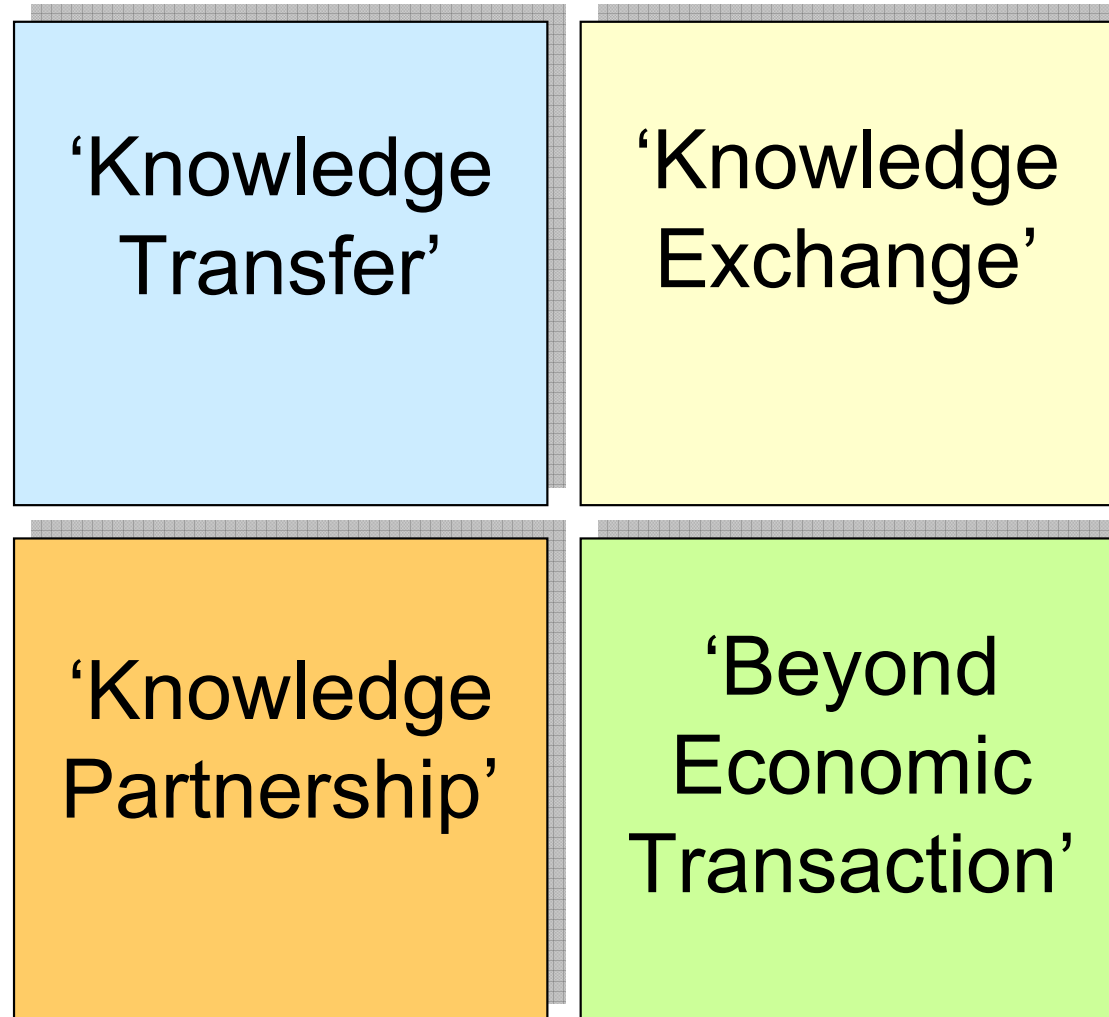 ‘Knowledge
Transfer’
‘Knowledge
Exchange’
‘Knowledge
Partnership’
‘Beyond
Economic
Transaction’